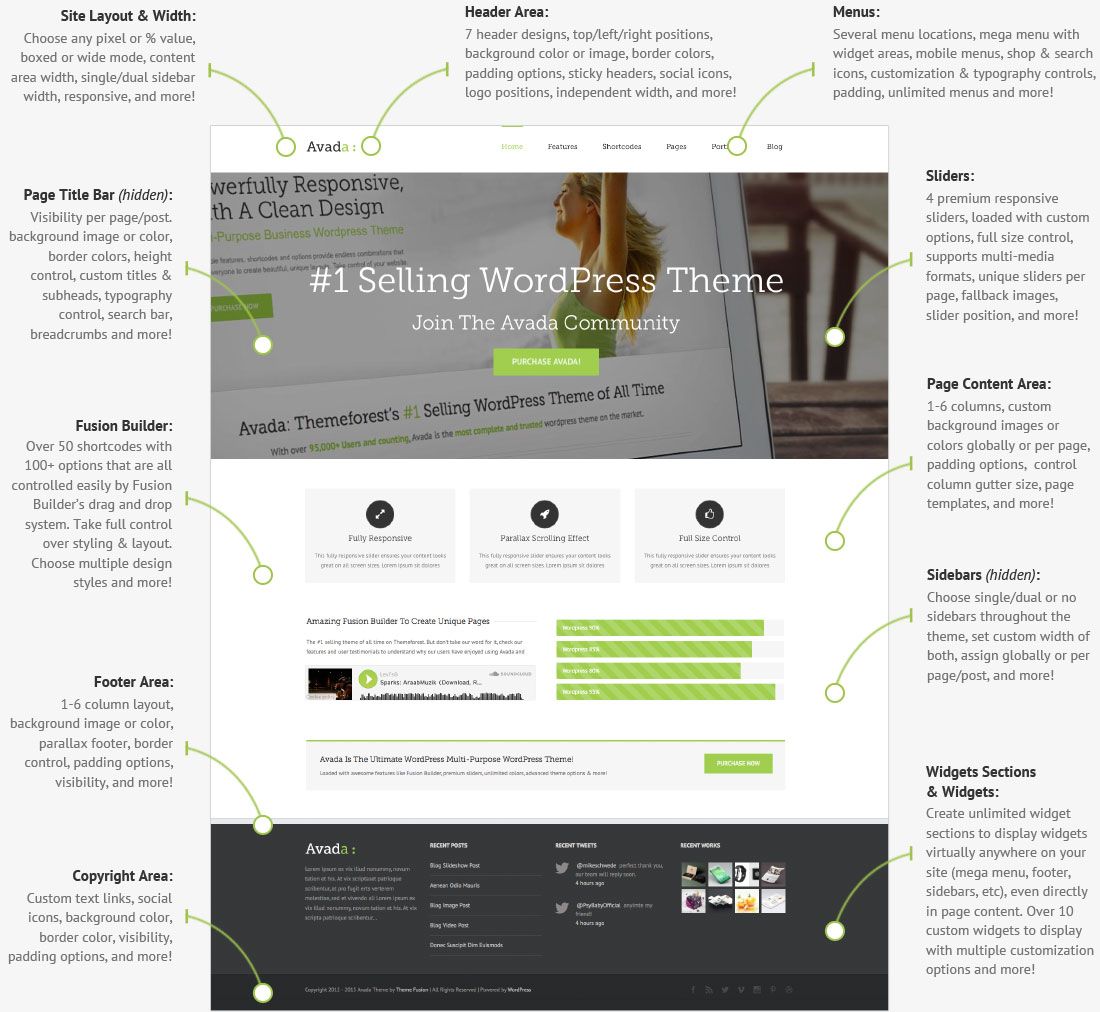 Site Layout & Width:
Choose any pixel or % value,
boxed or wide mode, content
area width, single/dual sidebar
width, responsive, and more!
Header Area:
7 header designs, top/left/right positions,
background color or image, border colors,
padding options, sticky headers, social icons,
logo positions, independent width, and more!
Menus:
Several menu locations, mega menu with
widget areas, mobile menus, shop & search
icons, customization & typography controls,
padding, unlimited menus and more!
Avada:
Home Features Shortcodes Pages Port Blog
Page Title Bar (hidden):
Visibility per page/post.
background image or color,
border colors, height
control, custom titles &
subheads, typography
control, search bar,
breadcrumbs and more!
werfully Responsive,
th A Clean Design
-Purpose Business Wordpress Theme
ple features, shortcodes and options provide endless combinations that
everyone to create beautiful, unique layouts. Take control of your website.
PURCHASE NOW
#1 Selling WordPress Theme
Join The Avada Community
PURCHASE AVADA!
Avada: Themeforest's #1 Selling WordPress Theme of All Time
With over 95,000+ Users and counting, Avada is the most complete and trusted wordpress theme on the market.
Sliders:
4 premium responsive
sliders, loaded with custom
options, full size control,
supports multi-media
formats, unique sliders per
page, fallback images,
slider position, and more!
Fusion Builder:
Over 50 shortcodes with
100+ options that are all
controlled easily by Fusion
Builder's drag and drop
system. Take full control
over styling & layout.
Choose multiple design
styles and more!
Page Content Area:
1-6 columns, custom
background images or
colors globally or per page,
padding options, control
column gutter size, page
templates, and more!
Fully Responsive
This fully responsive slider ensures your content looks
great on all screen sizes. Lorem ipsum sit dolores
Parallax Scrolling Effect
This fully responsive slider ensures your content looks
great on all screen sizes. Lorem ipsum sit dolores
Full Size Control
This fully responsive slider ensures your content looks
great on all screen sizes. Lorem ipsum sit dolores
Amazing Fusion Builder To Create Unique Pages
The #1 selling theme of all time on Themeforest. But don't take our word for it, check our
features and user testimonials to understand why our users have enjoyed using Avada and
LexTo8
Sparks: AraabMuzik (Download, R...
SOUNDCLOUD
Wordpress 90%
Wordpress 85%
Wordpress 80%
Wordpress 95%
Sidebars (hidden):
Choose single/dual or no
sidebars throughout the
theme, set custom width of
both, assign globally or per
page/post, and more!
Footer Area:
1-6 column layout,
background image or color,
parallax footer, border
control, padding options,
visibility, and more!
Avada Is The Ultimate WordPress Multi-Purpose WordPress Theme!
Loaded with awesome features like Fusion Builder, premium sliders, unlimited colors, advanced theme options & more!
PURCHASE NOW
Widgets Sections
& Widgets:
Create unlimited widget
sections to display widgets
virtually anywhere on your
site (mega menu, footer,
sidebars, etc), even directly
in page content. Over 10
custom widgets to display
with multiple customization
options and more!
Copyright Area:
Custom text links, social
icons, background color,
border color, visibility,
padding options, and more!
Avada:
Lorem ipsum ex vis illud nonummy, novum
tation et his. At vix scriptaset patrioque
scribentur, at pro fugit erts verterem
molestiae, sed et vivendo ali Lorem ipsum ex
vis illud nonummy, novum tation et his. At vix
scripta patrioque scribentur...
RECENT POSTS
Blog Slideshow Post
Aenean Odio Mauris
Blog Image Post
Blog Video Post
Donec Suscipit Dim Euismods
RECENT TWEETS
@mikeschwede perfect thank you,
our team will reply soon.
4 hours ago
@PsyBabyOfficial anyimte my
friend!
4 hours ago
RECENT WORKS
Copyright 2012 - 2015 Avada Theme by Theme Fusion | All Rights Reserved | Powered by WordPress